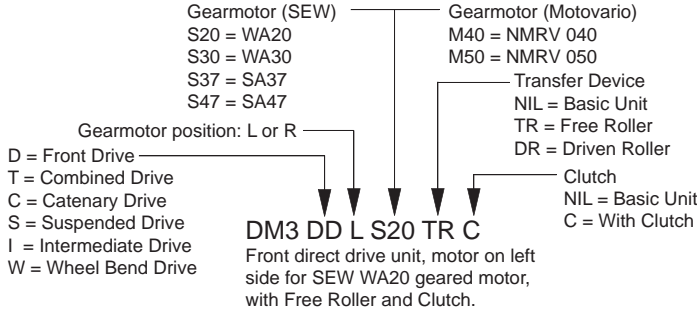 Gearmotor (SEW)
S20 = WA20
S30 = WA30
S37 = SA37
S47 = SA47
Gearmotor (Motovario)
M40 = NMRV 040
M50 = NMRV 050
Transfer Device
NIL = Basic Unit
TR = Free Roller
DR = Driven Roller
Gearmotor position: L or R
D = Front Drive
T = Combined Drive
C = Catenary Drive
S = Suspended Drive
I = Intermediate Drive
W = Wheel Bend Drive
Clutch
NIL = Basic Unit
C = With Clutch
DM3 DD L S20 TR C
Front direct drive unit, motor on left
side for SEW WA20 geared motor,
with Free Roller and Clutch.